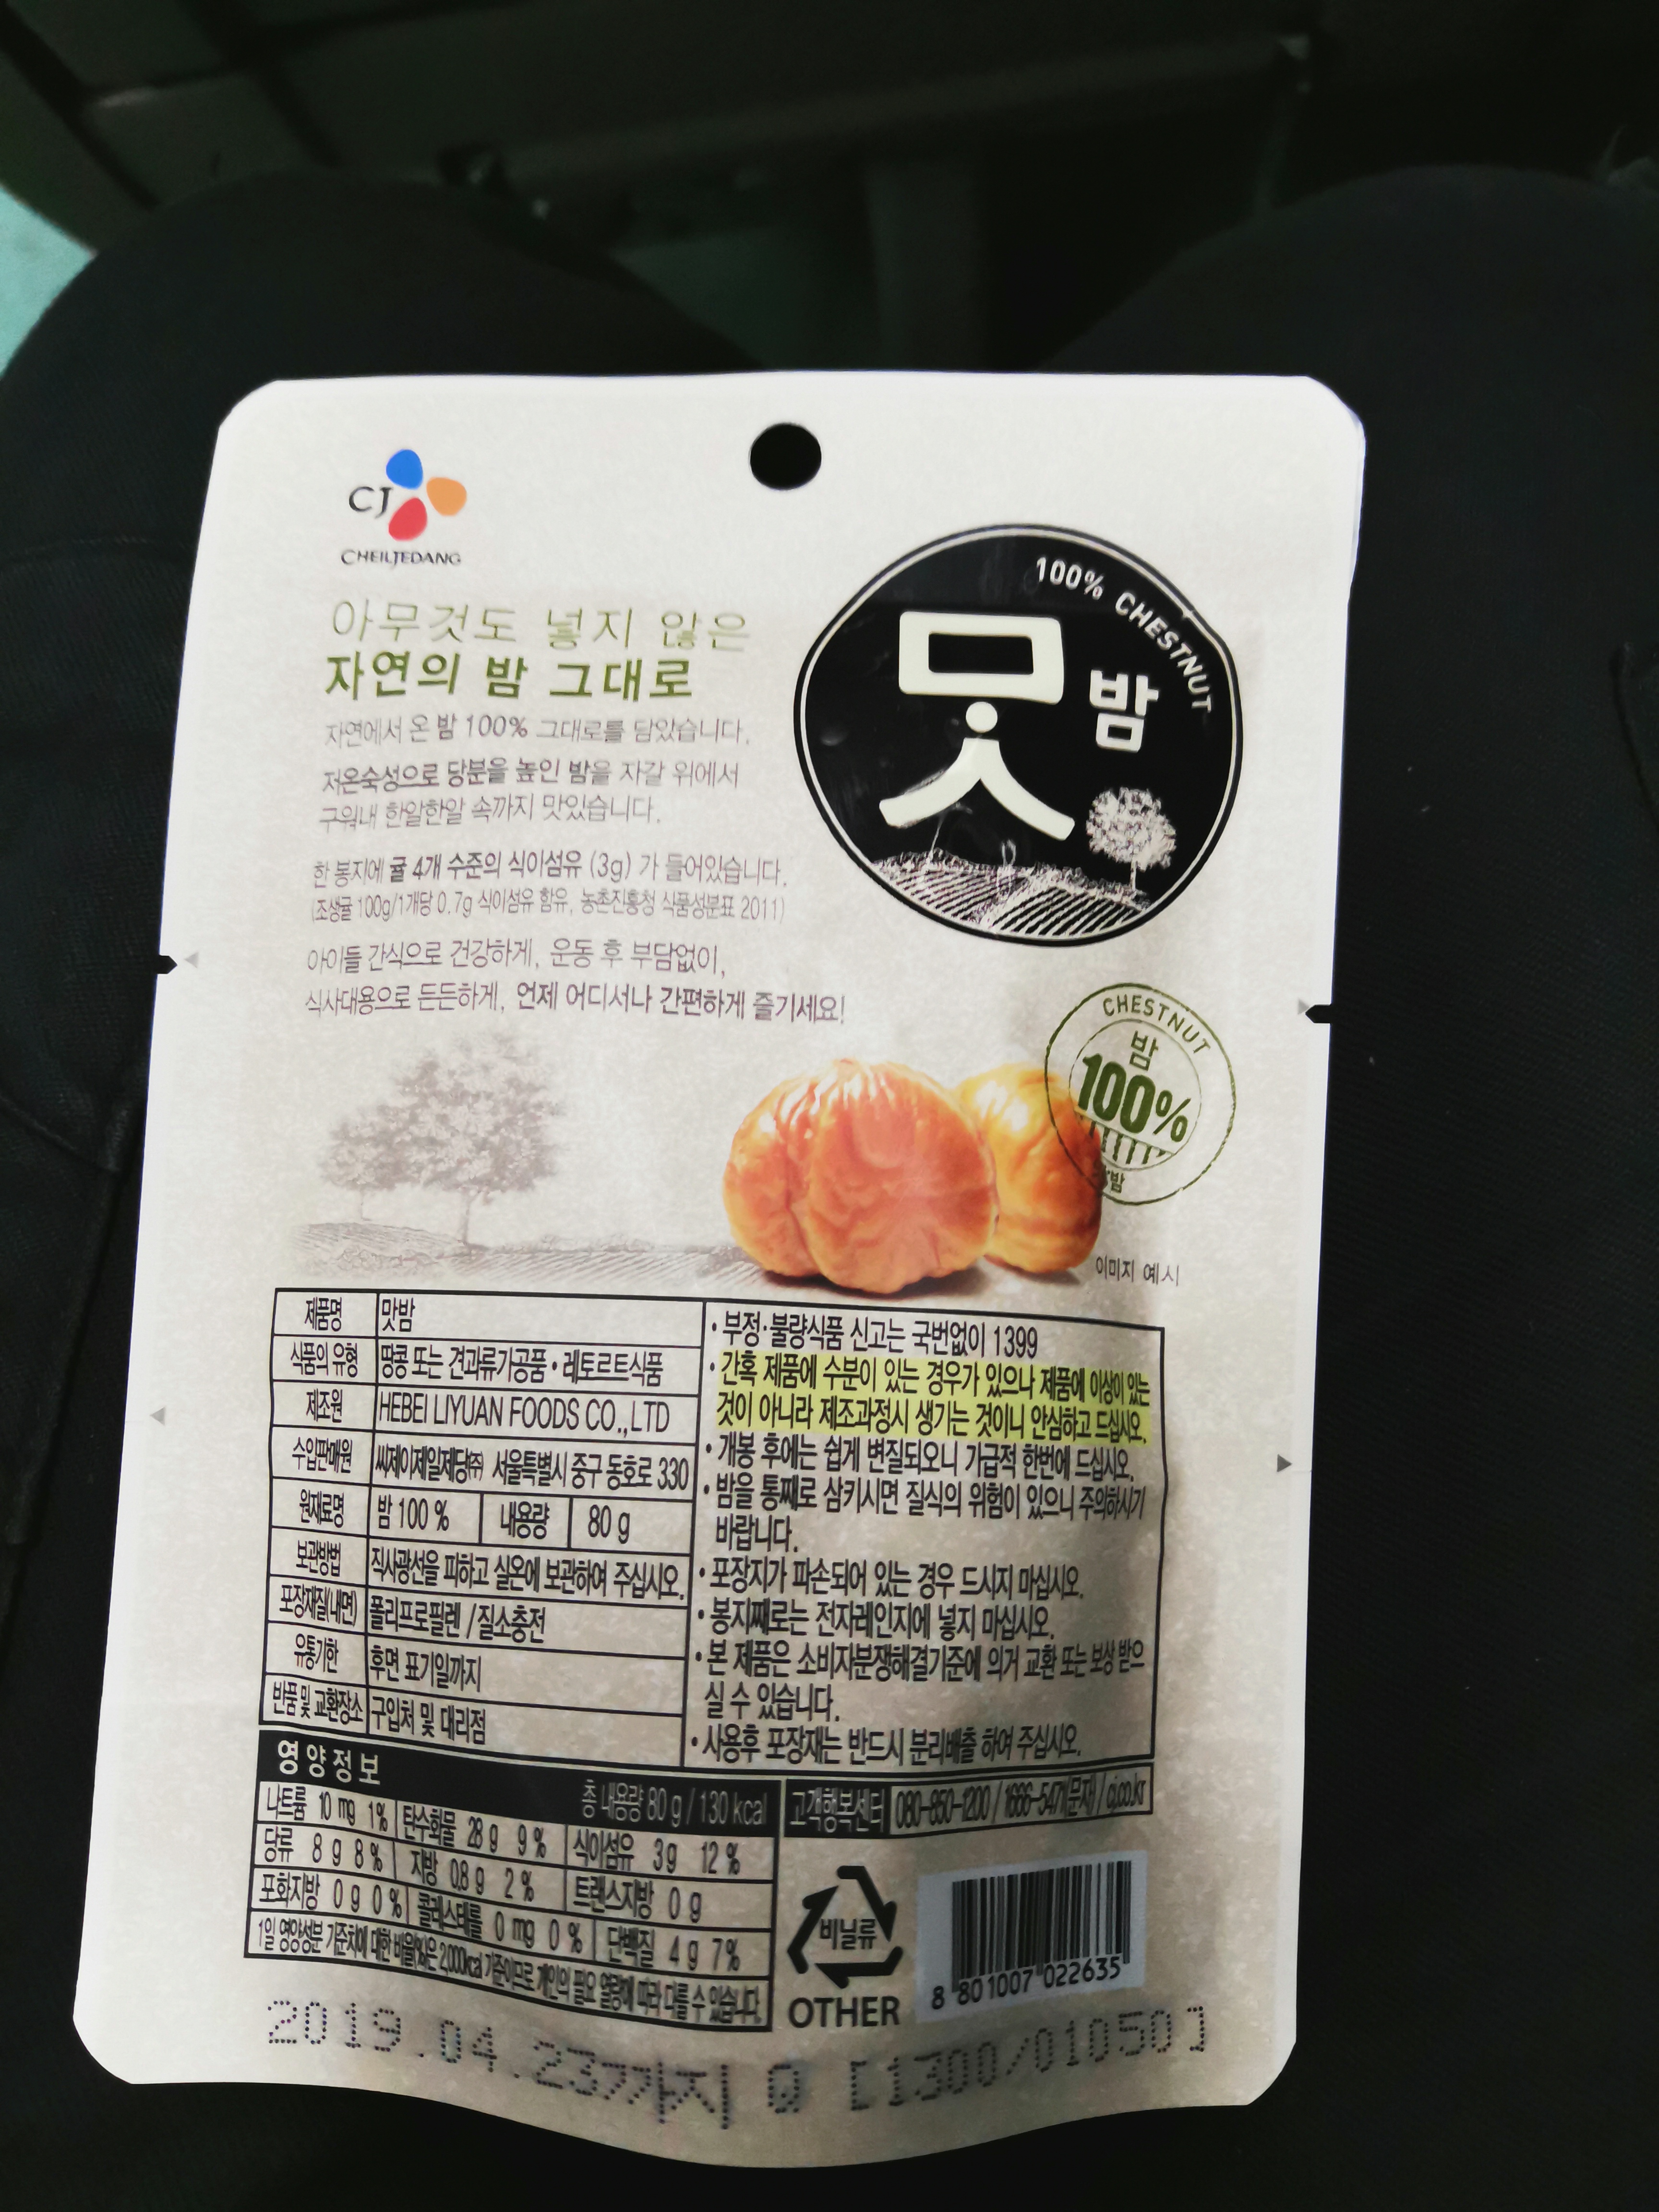 CJ
CHEILJEDANG
아무것도 넣지 않은
자연의 밤 그대로
자연에서 온 밤 100% 그대로를 담았습니다.
저온숙성으로 당분을 높인 밤을 자갈 위에서
구워내 한알한알 속까지 맛있습니다.
한 봉지에 귤 4개 수준의 식이섬유 (3g) 가 들어있습니다.
(조생귤 100g/1개당 0.7g 식이섬유 함유, 농촌진흥청 식품성분표 2011)
아이들 간식으로 건강하게, 운동 후 부담없이,
식사대용으로 든든하게, 언제 어디서나 간편하게 즐기세요!
100% CHESTNUT
맛밤
CHESTNUT
밤
100%
밤
이미지 예시
제품명 맛밤
식품의 유형 땅콩 또는 견과류가공품·레토르트식품
제조원 HEBEI LIYUAN FOODS CO.,LTD
수입판매원 씨제이제일제당㈜ 서울특별시 중구 동호로 330
원재료명 밤 100 % 내용량 80 g
보관방법 직사광선을 피하고 실온에 보관하여 주십시오.
포장재질(내면) 폴리프로필렌 / 질소충전
유통기한 후면 표기일까지
반품 및 교환장소 구입처 및 대리점
• 부정·불량식품 신고는 국번없이 1399
• 간혹 제품에 수분이 있는 경우가 있으나 제품에 이상이 있는
것이 아니라 제조과정시 생기는 것이니 안심하고 드십시오.
• 개봉 후에는 쉽게 변질되오니 가급적 한번에 드십시오.
• 밤을 통째로 삼키시면 질식의 위험이 있으니 주의하시기
바랍니다.
• 포장지가 파손되어 있는 경우 드시지 마십시오.
• 봉지째로는 전자레인지에 넣지 마십시오.
• 본 제품은 소비자분쟁해결기준에 의거 교환 또는 보상 받으
실 수 있습니다.
• 사용후 포장재는 반드시 분리배출 하여 주십시오.
영양정보
총 내용량 80 g / 130 kcal
나트륨 10 mg 1% 탄수화물 28 g 9 % 식이섬유 3g 12 %
당류 8 g 8 % 지방 0.8 g 2 % 트랜스지방 0 g
포화지방 0 g 0 % 콜레스테롤 0 mg 0 % 단백질 4 g 7 %
1일 영양성분 기준치에 대한 비율(%)은 2,000kcal 기준이므로 개인의 필요 열량에 따라 다를 수 있습니다.
고객행복센터 080-850-1200 / 1666-5471(문자) / cj.co.kr
비닐류
OTHER
8 801007 022635
2019.04.23까지 Q [1300/01050]